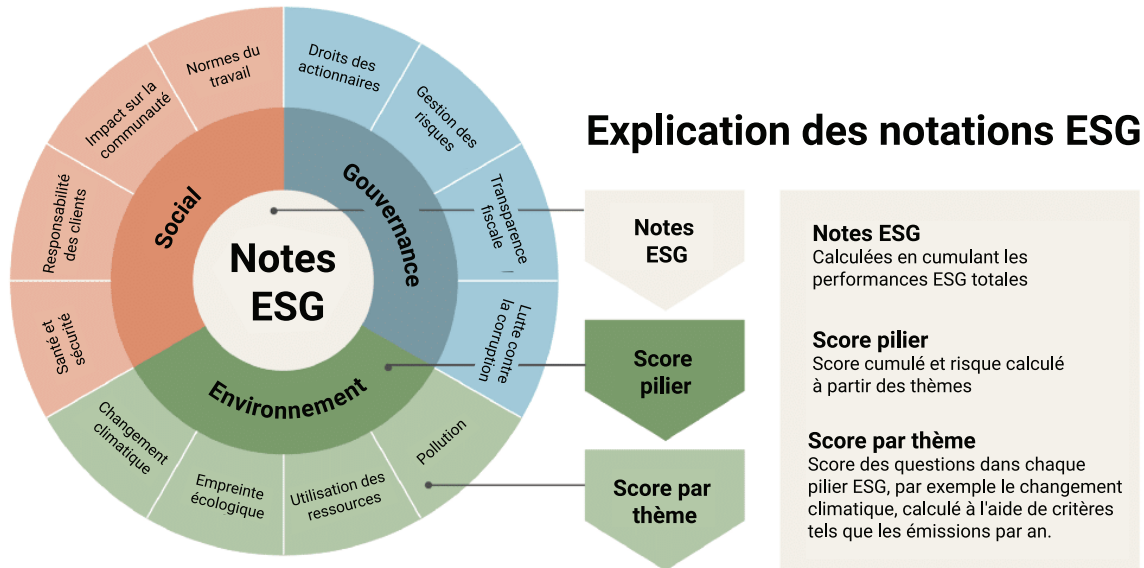 Explication des notations ESG
Normes du
travail
Droits des
actionnaires
Impact sur la
communauté
Gestion des
risques
Responsabilité
des clients
Transparence
fiscale
Santé et
sécurité
Lutte contre
la corruption
Changement
climatique
Empreinte
écologique
Utilisation des
ressources
Pollution
Social
Gouvernance
Environnement
Notes
ESG
Notes
ESG
Score
pilier
Score par
thème
Notes ESG
Calculées en cumulant les
performances ESG totales
Score pilier
Score cumulé et risque calculé
à partir des thèmes
Score par thème
Score des questions dans chaque
pilier ESG, par exemple le changement
climatique, calculé à l'aide de critères
tels que les émissions par an.